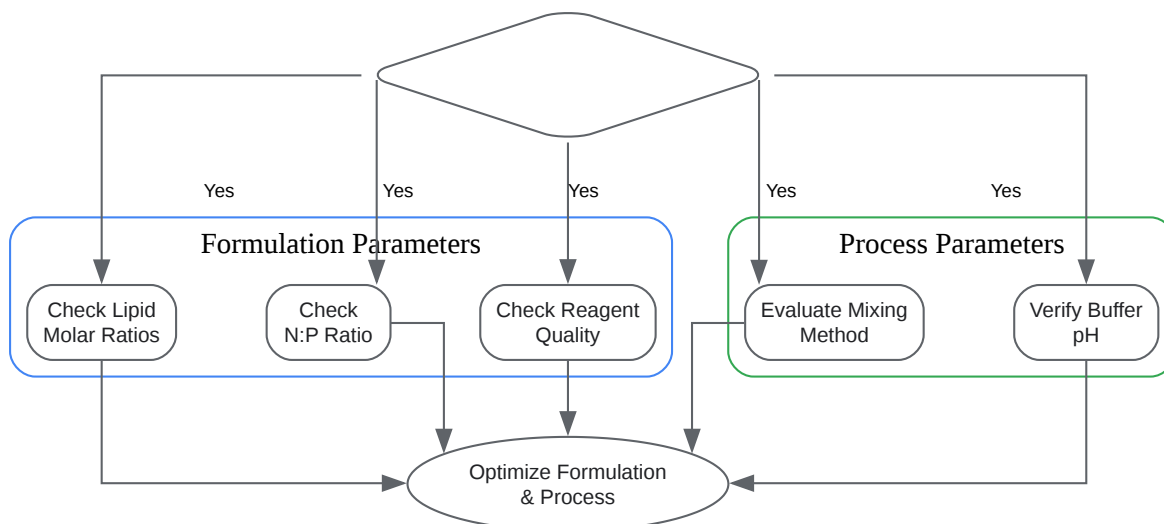 Yes
Yes
Yes
Yes
Yes
Formulation Parameters
Process Parameters
Check Lipid
Molar Ratios
Check
N:P Ratio
Check Reagent
Quality
Evaluate Mixing
Method
Verify Buffer
pH
Optimize Formulation
& Process